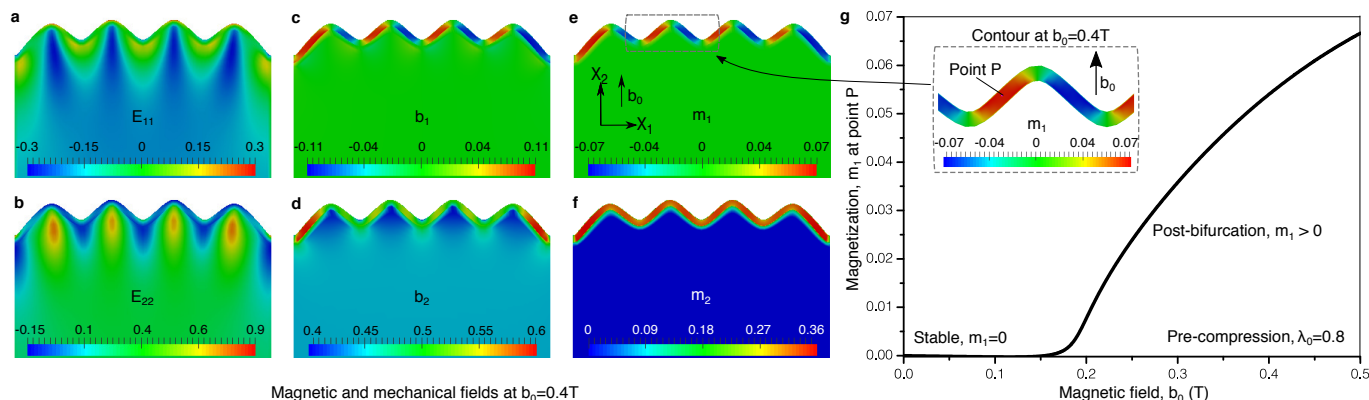 a
E11
-0.3 -0.15 0 0.15 0.3
b
E22
-0.15 0.1 0.4 0.6 0.9
c
b1
-0.11 -0.04 0 0.04 0.11
d
b2
0.4 0.45 0.5 0.55 0.6
e
X2
b0
X1
m1
-0.07 -0.04 0 0.04 0.07
f
m2
0 0.09 0.18 0.27 0.36
Magnetic and mechanical fields at b0=0.4T
g
Magnetization, m1 at point P
0.07
0.06
0.05
0.04
0.03
0.02
0.01
0.00
Contour at b0=0.4T
Point P
b0
m1
-0.07 -0.04 0 0.04 0.07
Post-bifurcation, m1 > 0
Stable, m1=0
Pre-compression, λ0=0.8
0.0 0.1 0.2 0.3 0.4 0.5
Magnetic field, b0 (T)